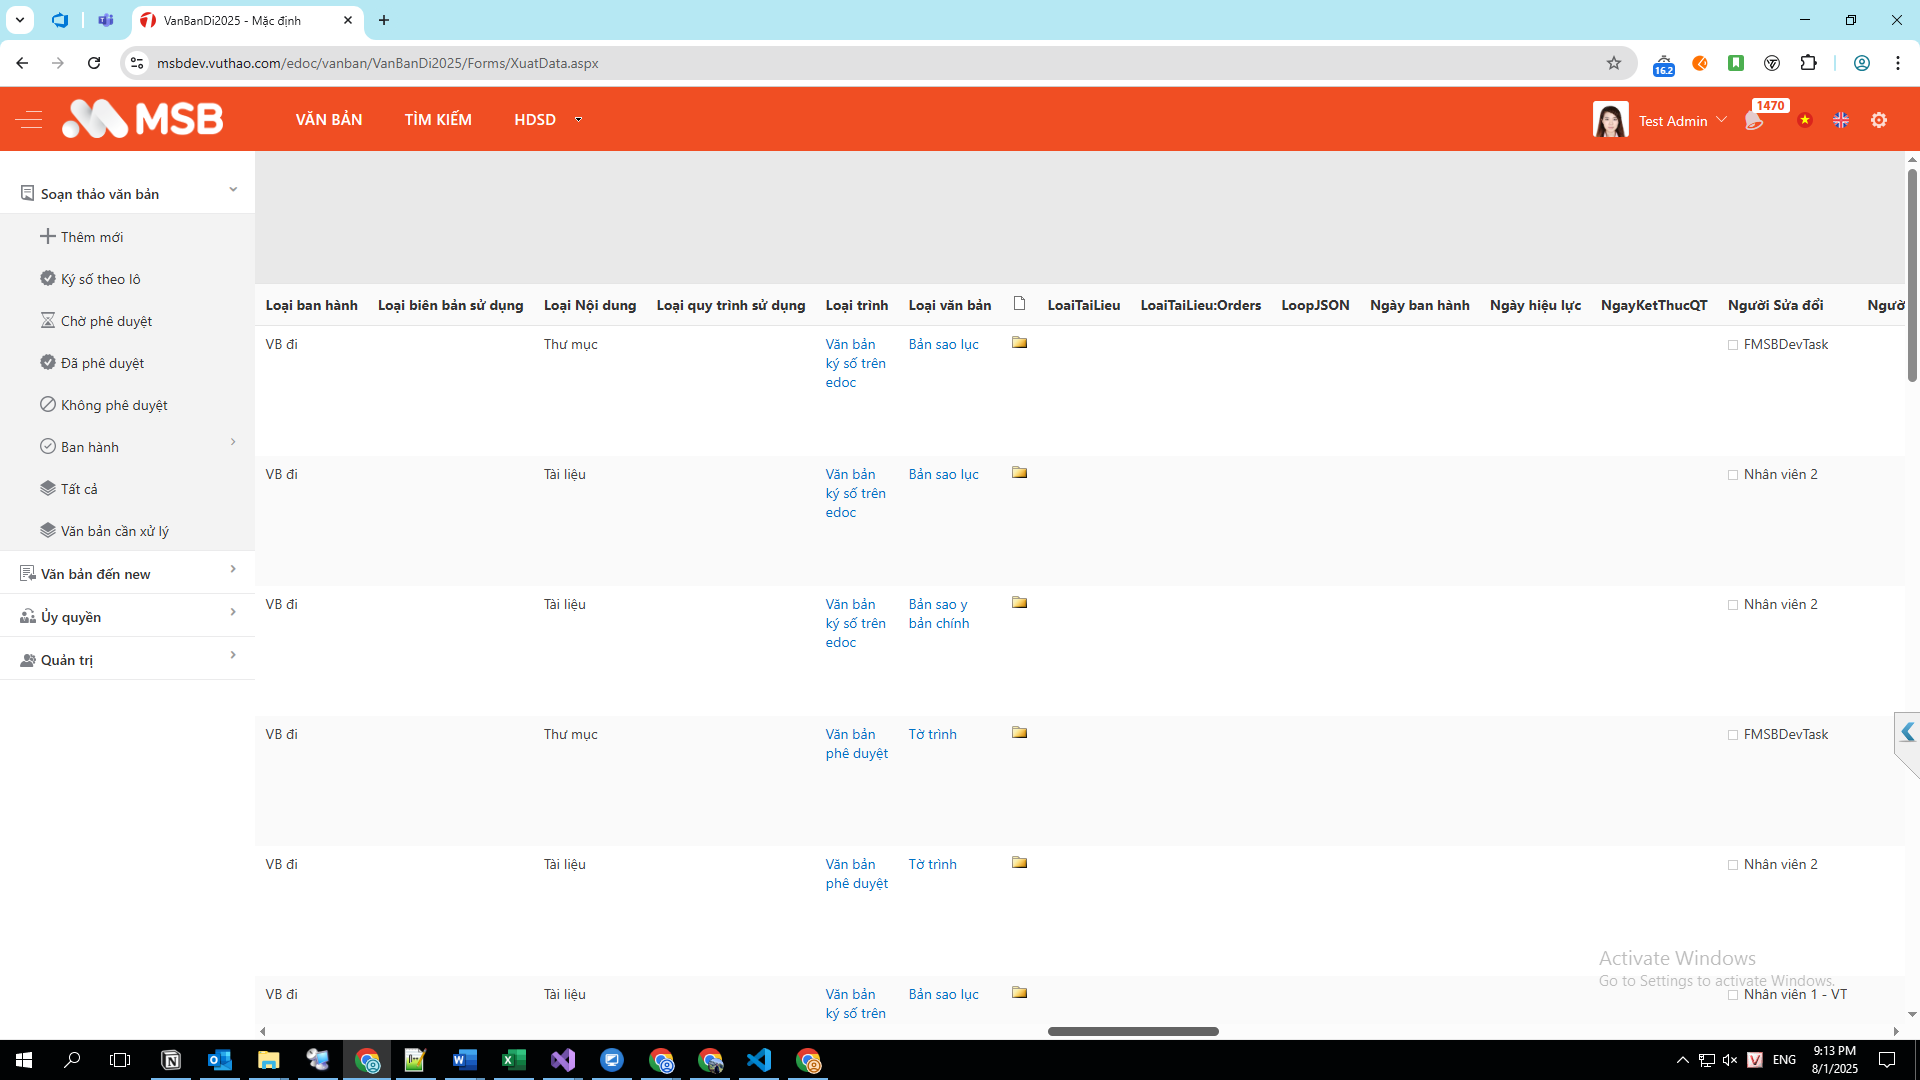 VanBanDi2025 - Mặc định
msbdev.vuthao.com/edoc/vanban/VanBanDi2025/Forms/XuatData.aspx
16.2
MSB
VĂN BẢN
TÌM KIẾM
HDSD
Test Admin
1470
Soạn thảo văn bản
Thêm mới
Ký số theo lô
Chờ phê duyệt
Đã phê duyệt
Không phê duyệt
Ban hành
Tất cả
Văn bản cần xử lý
Văn bản đến new
Ủy quyền
Quản trị
Loại ban hành Loại biên bản sử dụng Loại Nội dung Loại quy trình sử dụng Loại trình Loại văn bản LoaiTaiLieu LoaiTaiLieu:Orders LoopJSON Ngày ban hành Ngày hiệu lực NgayKetThucQT Người Sửa đổi Ngườ
VB đi Thư mục Văn bản Bản sao lục FMSBDevTask
ký số trên
edoc
VB đi Tài liệu Văn bản Bản sao lục Nhân viên 2
ký số trên
edoc
VB đi Tài liệu Văn bản Bản sao y Nhân viên 2
ký số trên bản chính
edoc
VB đi Thư mục Văn bản Tờ trình FMSBDevTask
phê duyệt
VB đi Tài liệu Văn bản Tờ trình Nhân viên 2
phê duyệt
VB đi Tài liệu Văn bản Bản sao lục Nhân viên 1 - VT
ký số trên
Activate Windows
Go to Settings to activate Windows.
ENG
9:13 PM
8/1/2025